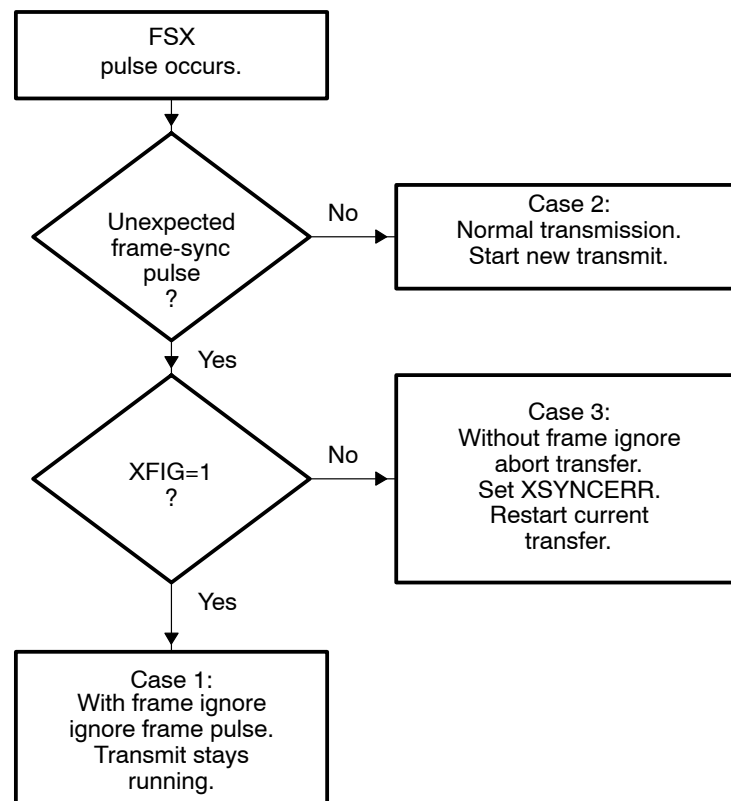 FSX
pulse occurs.
Unexpected
frame-sync
pulse
?
No
Case 2:
Normal transmission.
Start new transmit.
Yes
XFIG=1
?
No
Case 3:
Without frame ignore
abort transfer.
Set XSYNCERR.
Restart current
transfer.
Yes
Case 1:
With frame ignore
ignore frame pulse.
Transmit stays
running.